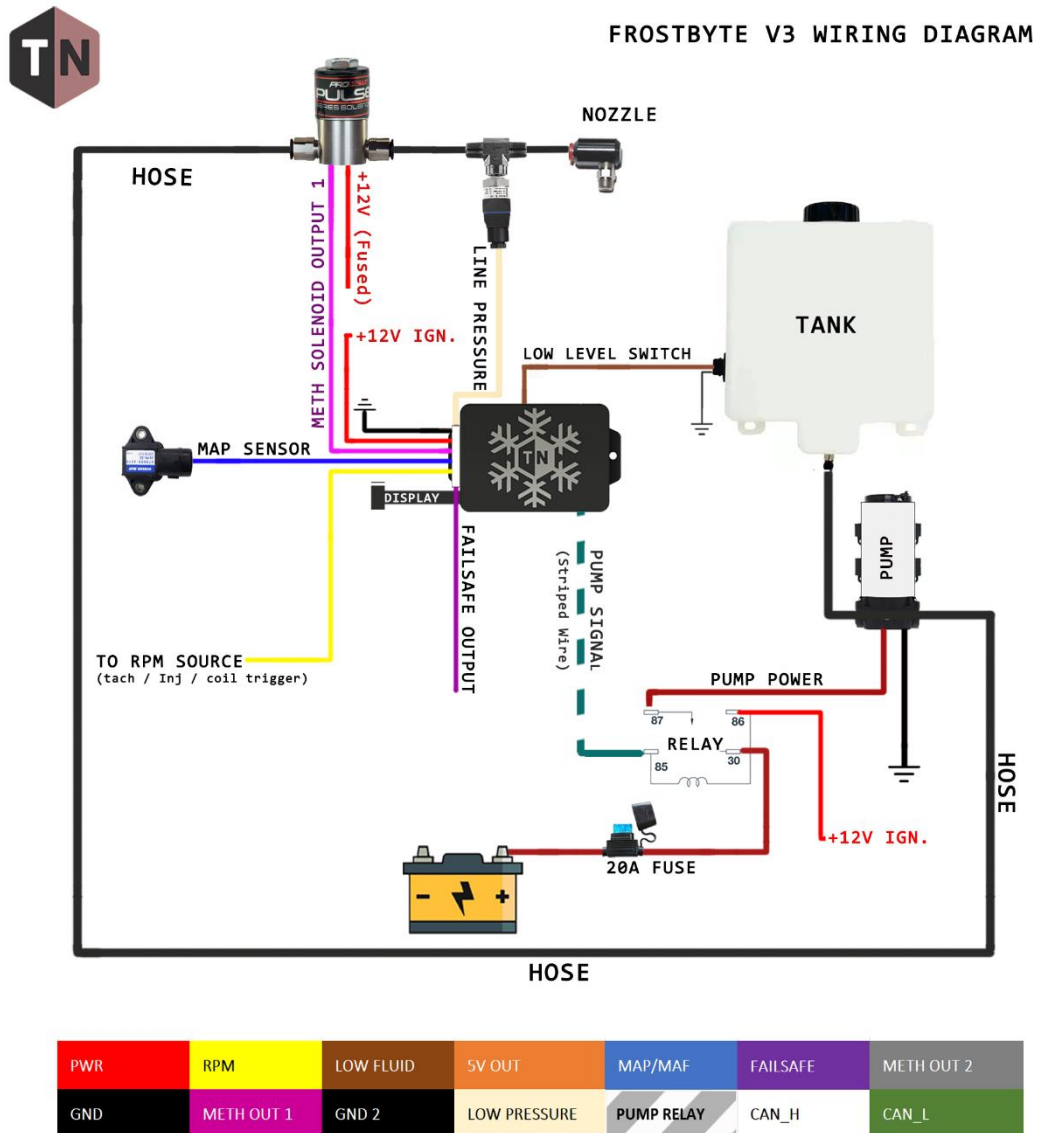 TN
FROSTBYTE V3 WIRING DIAGRAM
PULSE
NOZZLE
HOSE
METH SOLENOID OUTPUT 1
+12V (Fused)
LINE PRESSURE
TANK
+12V IGN.
LOW LEVEL SWITCH
MAP SENSOR
TN
DISPLAY
FAILSAFE OUTPUT
PUMP SIGNAL
(Striped Wire)
PUMP
TO RPM SOURCE
(tach / Inj / coil trigger)
PUMP POWER
87
86
RELAY
85
30
HOSE
+12V IGN.
20A FUSE
- +
HOSE
PWR RPM LOW FLUID 5V OUT MAP/MAF FAILSAFE METH OUT 2
GND METH OUT 1 GND 2 LOW PRESSURE PUMP RELAY CAN_H CAN_L